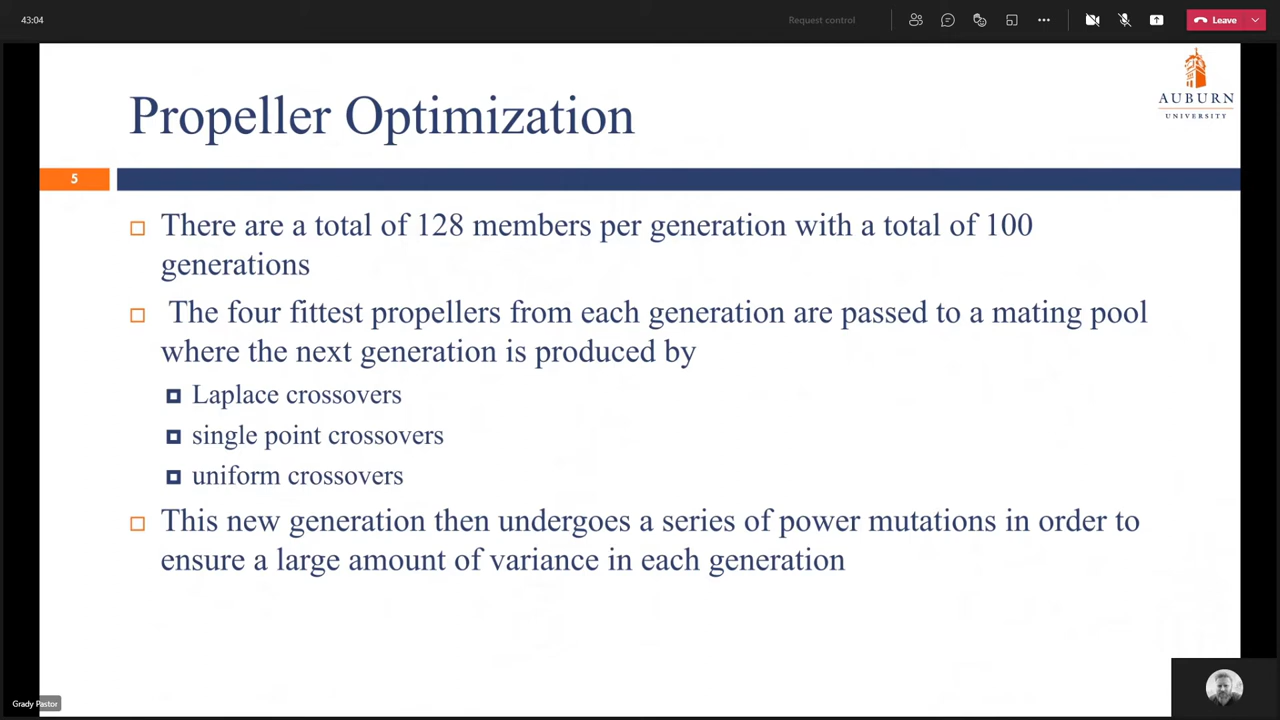 43:04
Request control
Leave
AUBURN
UNIVERSITY
Propeller Optimization
5
There are a total of 128 members per generation with a total of 100
generations
The four fittest propellers from each generation are passed to a mating pool
where the next generation is produced by
Laplace crossovers
single point crossovers
uniform crossovers
This new generation then undergoes a series of power mutations in order to
ensure a large amount of variance in each generation
Grady Pastor